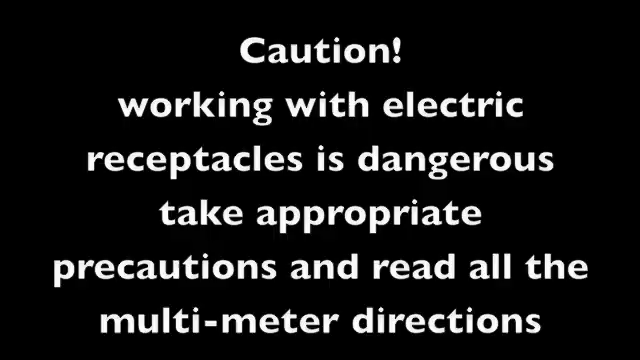 Caution!
working with electric
receptacles is dangerous
take appropriate
precautions and read all the
multi-meter directions